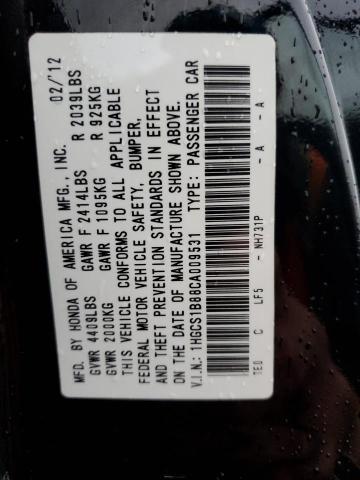 MFD. BY HONDA OF AMERICA MFG., INC. 02/12
GVWR 4409LBS GAWR F 2414LBS R 2039LBS
GVWR 2000KG GAWR F 1095KG R 925KG
THIS VEHICLE CONFORMS TO ALL APPLICABLE
FEDERAL MOTOR VEHICLE SAFETY, BUMPER,
AND THEFT PREVENTION STANDARDS IN EFFECT
ON THE DATE OF MANUFACTURE SHOWN ABOVE.
V.I.N.: 1HGCS1B88CA009531 TYPE: PASSENGER CAR
TE0 C LF5 - NH731P - A - A